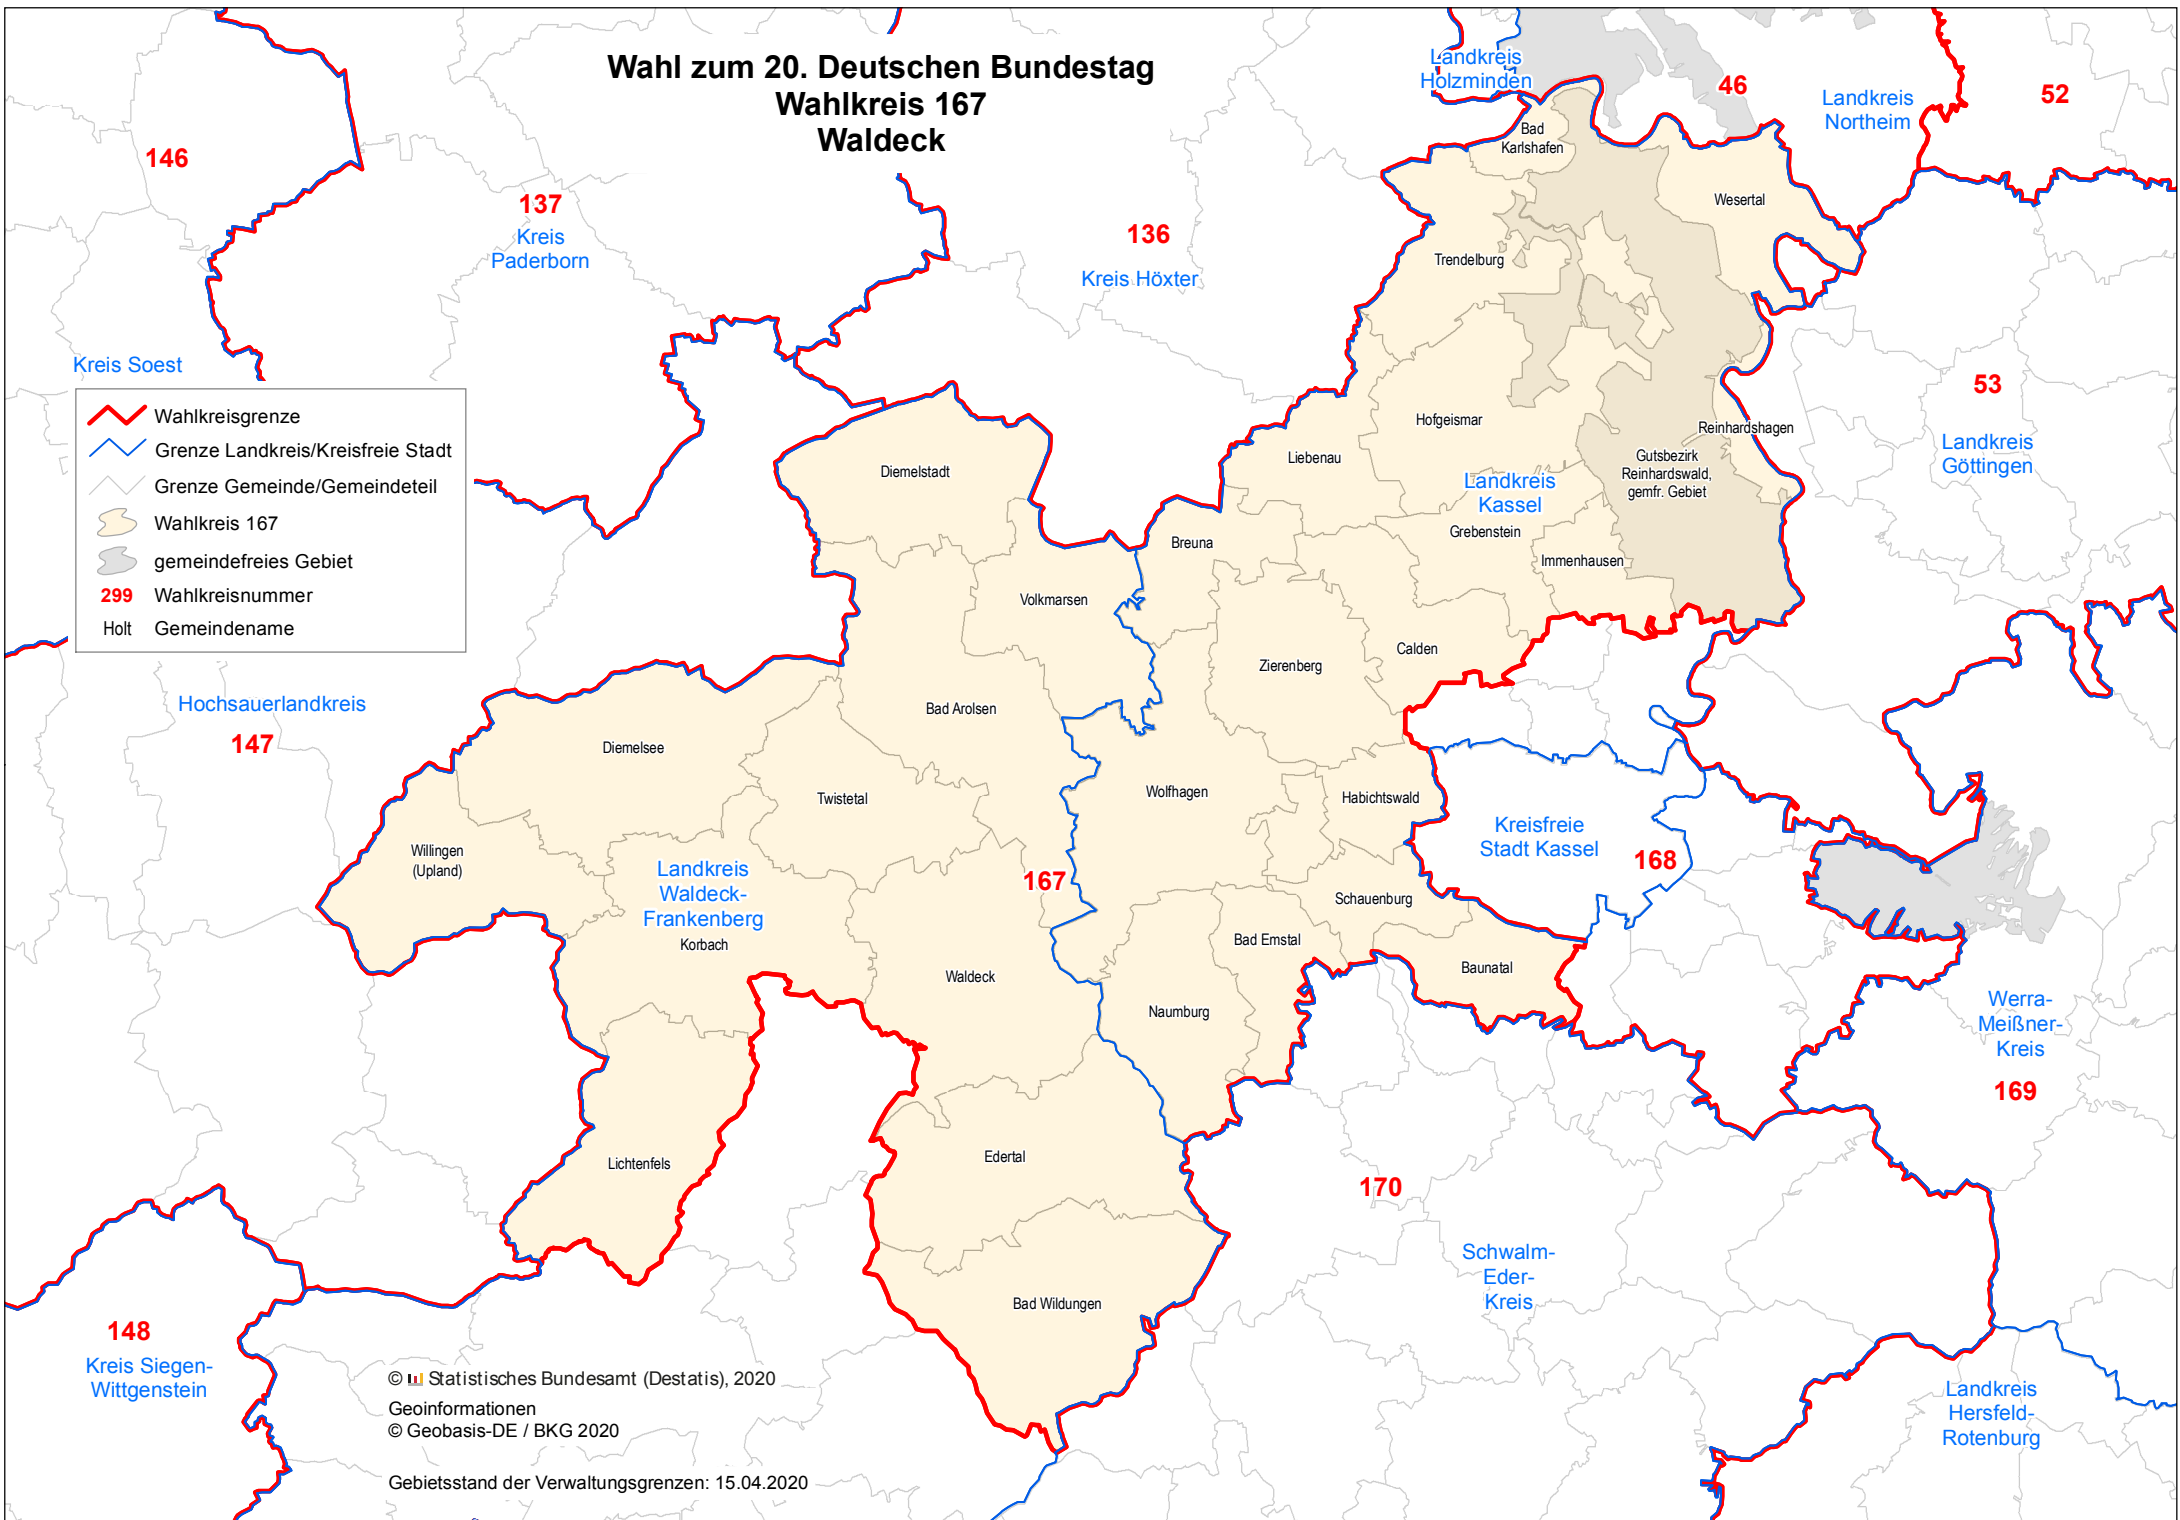 Wahl zum 20. Deutschen Bundestag
Wahlkreis 167
Waldeck
Landkreis
Holzminden
46
Landkreis
Northeim
52
146
137
Kreis
Paderborn
136
Kreis Höxter
Bad
Karlshafen
Wesertal
Trendelburg
Kreis Soest
53
Landkreis
Göttingen
Wahlkreisgrenze
Grenze Landkreis/Kreisfreie Stadt
Grenze Gemeinde/Gemeindeteil
Wahlkreis 167
gemeindefreies Gebiet
299 Wahlkreisnummer
Holt Gemeindename
Diemelstadt
Liebenau
Hofgeismar
Reinhardshagen
Gutsbezirk
Reinhardswald,
gemfr. Gebiet
Landkreis
Kassel
Grebenstein
Immenhausen
Breuna
Volkmarsen
Calden
Zierenberg
Hochsauerlandkreis
147
Bad Arolsen
Diemelsee
Twistetal
Wolfhagen
Habichtswald
Kreisfreie
Stadt Kassel
168
Willingen
(Upland)
Landkreis
Waldeck-
Frankenberg
Korbach
167
Schauenburg
Bad Emstal
Baunatal
Waldeck
Naumburg
Werra-
Meißner-
Kreis
169
Lichtenfels
Edertal
170
Schwalm-
Eder-
Kreis
Bad Wildungen
148
Kreis Siegen-
Wittgenstein
Landkreis
Hersfeld-
Rotenburg
© Statistisches Bundesamt (Destatis), 2020
Geoinformationen
© Geobasis-DE / BKG 2020
Gebietsstand der Verwaltungsgrenzen: 15.04.2020